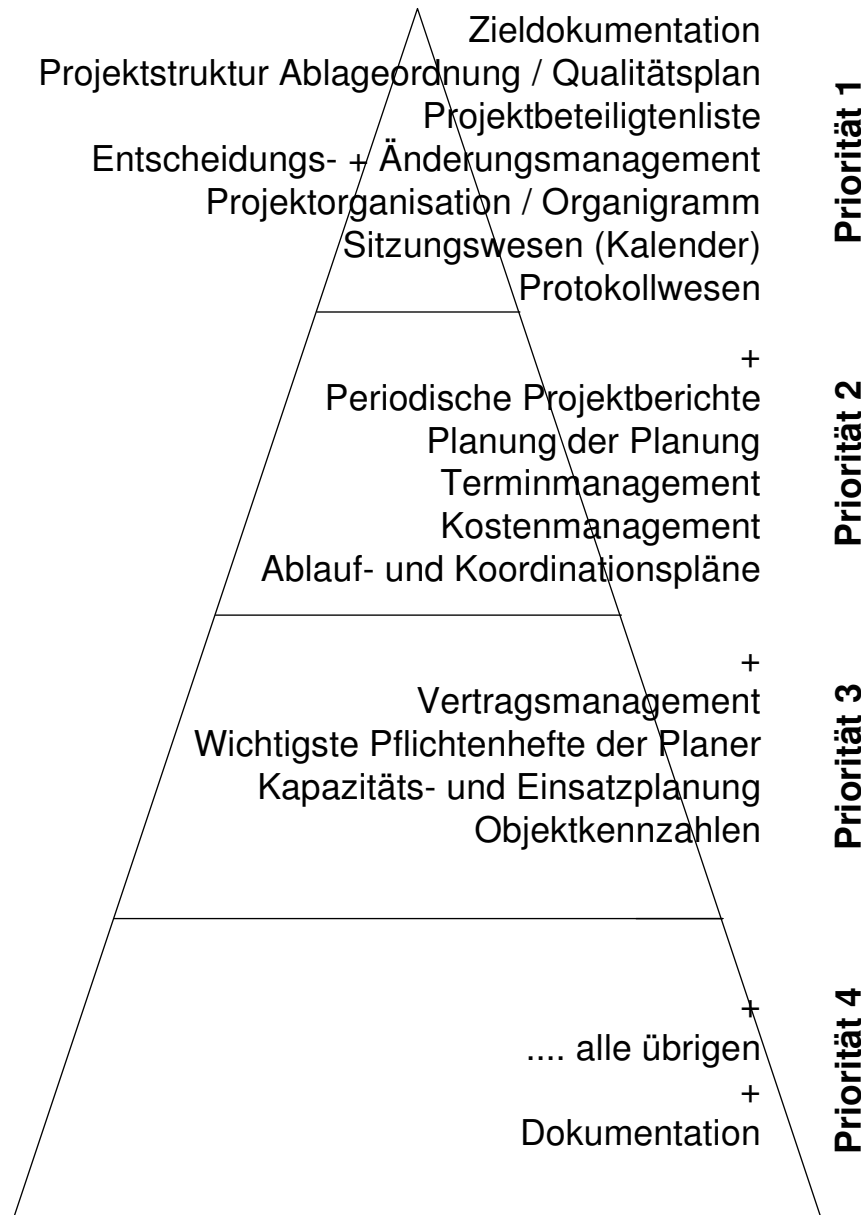 Zieldokumentation
Projektstruktur Ablageordnung / Qualitätsplan
Projektbeteiligtenliste
Entscheidungs- + Änderungsmanagement
Projektorganisation / Organigramm
Sitzungswesen (Kalender)
Protokollwesen
Priorität 1
+
Periodische Projektberichte
Planung der Planung
Terminmanagement
Kostenmanagement
Ablauf- und Koordinationspläne
Priorität 2
+
Vertragsmanagement
Wichtigste Pflichtenhefte der Planer
Kapazitäts- und Einsatzplanung
Objektkennzahlen
Priorität 3
+
.... alle übrigen
+
Dokumentation
Priorität 4